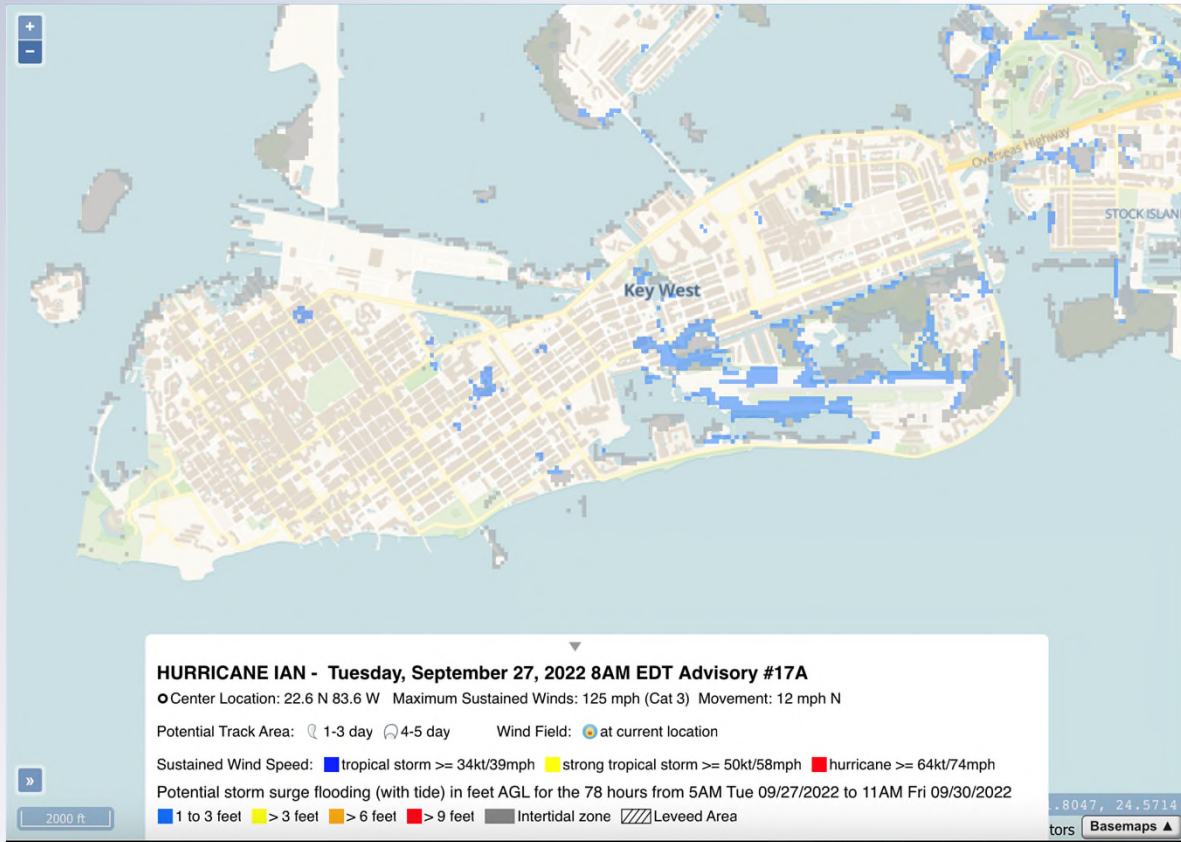 +
−
Overseas Highway
STOCK ISLAN
Key West
HURRICANE IAN - Tuesday, September 27, 2022 8AM EDT Advisory #17A
Center Location: 22.6 N 83.6 W Maximum Sustained Winds: 125 mph (Cat 3) Movement: 12 mph N
Potential Track Area: 1-3 day 4-5 day Wind Field: at current location
Sustained Wind Speed: tropical storm >= 34kt/39mph strong tropical storm >= 50kt/58mph hurricane >= 64kt/74mph
Potential storm surge flooding (with tide) in feet AGL for the 78 hours from 5AM Tue 09/27/2022 to 11AM Fri 09/30/2022
1 to 3 feet > 3 feet > 6 feet > 9 feet Intertidal zone Leveed Area
»
2000 ft
.8047, 24.5714
tors Basemaps ▲